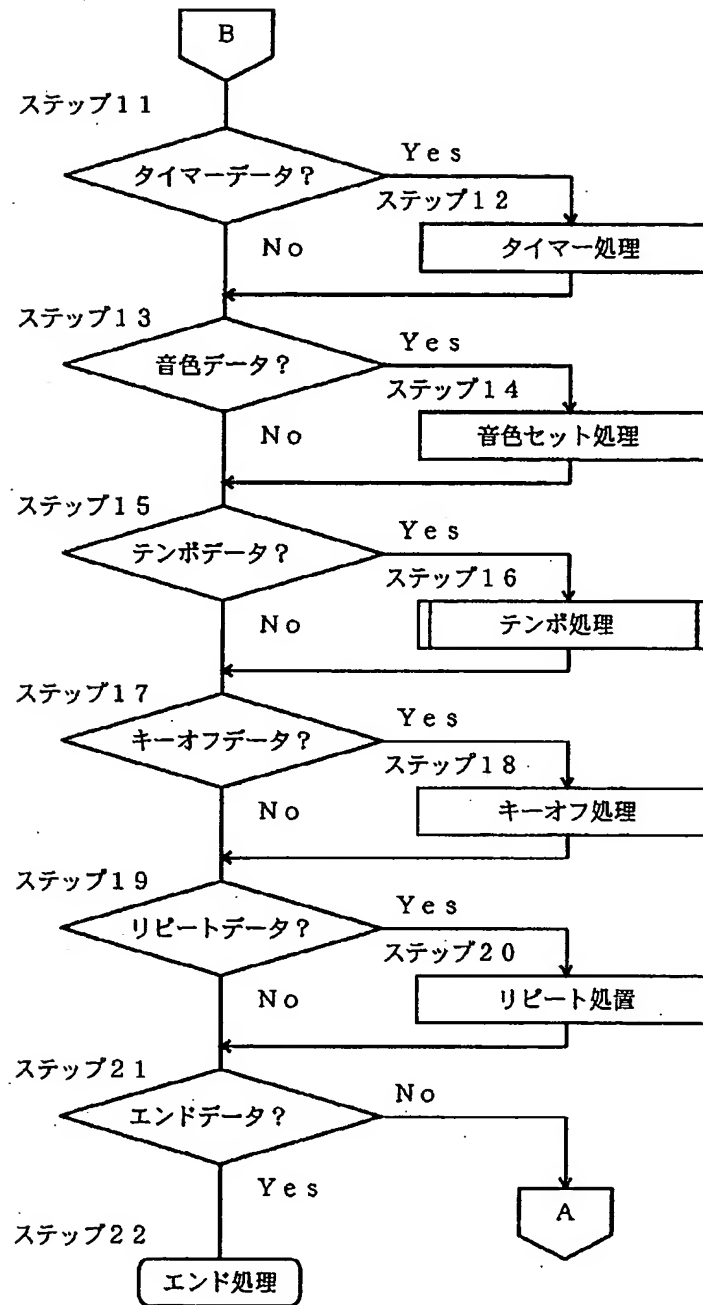 B
ステップ１１
タイマーデータ？
Ｙｅｓ
ステップ１２
タイマー処理
Ｎｏ
ステップ１３
音色データ？
Ｙｅｓ
ステップ１４
音色セット処理
Ｎｏ
ステップ１５
テンポデータ？
Ｙｅｓ
ステップ１６
テンポ処理
Ｎｏ
ステップ１７
キーオフデータ？
Ｙｅｓ
ステップ１８
キーオフ処理
Ｎｏ
ステップ１９
リピートデータ？
Ｙｅｓ
ステップ２０
リピート処置
Ｎｏ
ステップ２１
エンドデータ？
Ｎｏ
A
Ｙｅｓ
ステップ２２
エンド処理